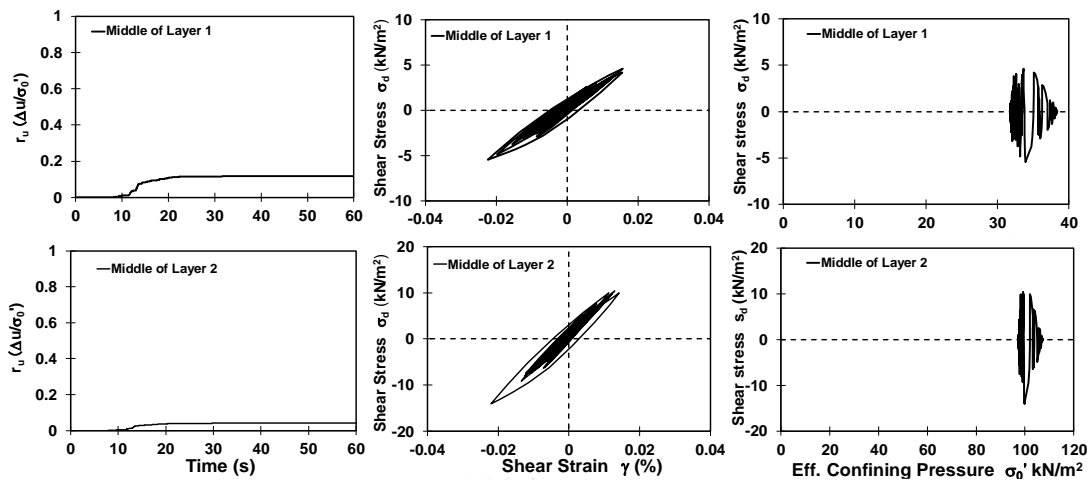 Middle of Layer 1
r_u (Δu/σ₀')
1
0.8
0.6
0.4
0.2
0
0 10 20 30 40 50 60
Middle of Layer 1
Shear Stress σ_d (kN/m²)
10
5
0
-5
-10
-0.04 -0.02 0 0.02 0.04
Middle of Layer 1
Shear stress σ_d (kN/m²)
10
5
0
-5
-10
0 10 20 30 40
Middle of Layer 2
r_u (Δu/σ₀')
1
0.8
0.6
0.4
0.2
0
0 10 20 30 40 50 60
Time (s)
Middle of Layer 2
Shear Stress σ_d (kN/m²)
20
10
0
-10
-20
-0.04 -0.02 0 0.02 0.04
Shear Strain γ (%)
Middle of Layer 2
Shear stress s_d (kN/m²)
20
10
0
-10
-20
0 20 40 60 80 100 120
Eff. Confining Pressure σ₀' kN/m²